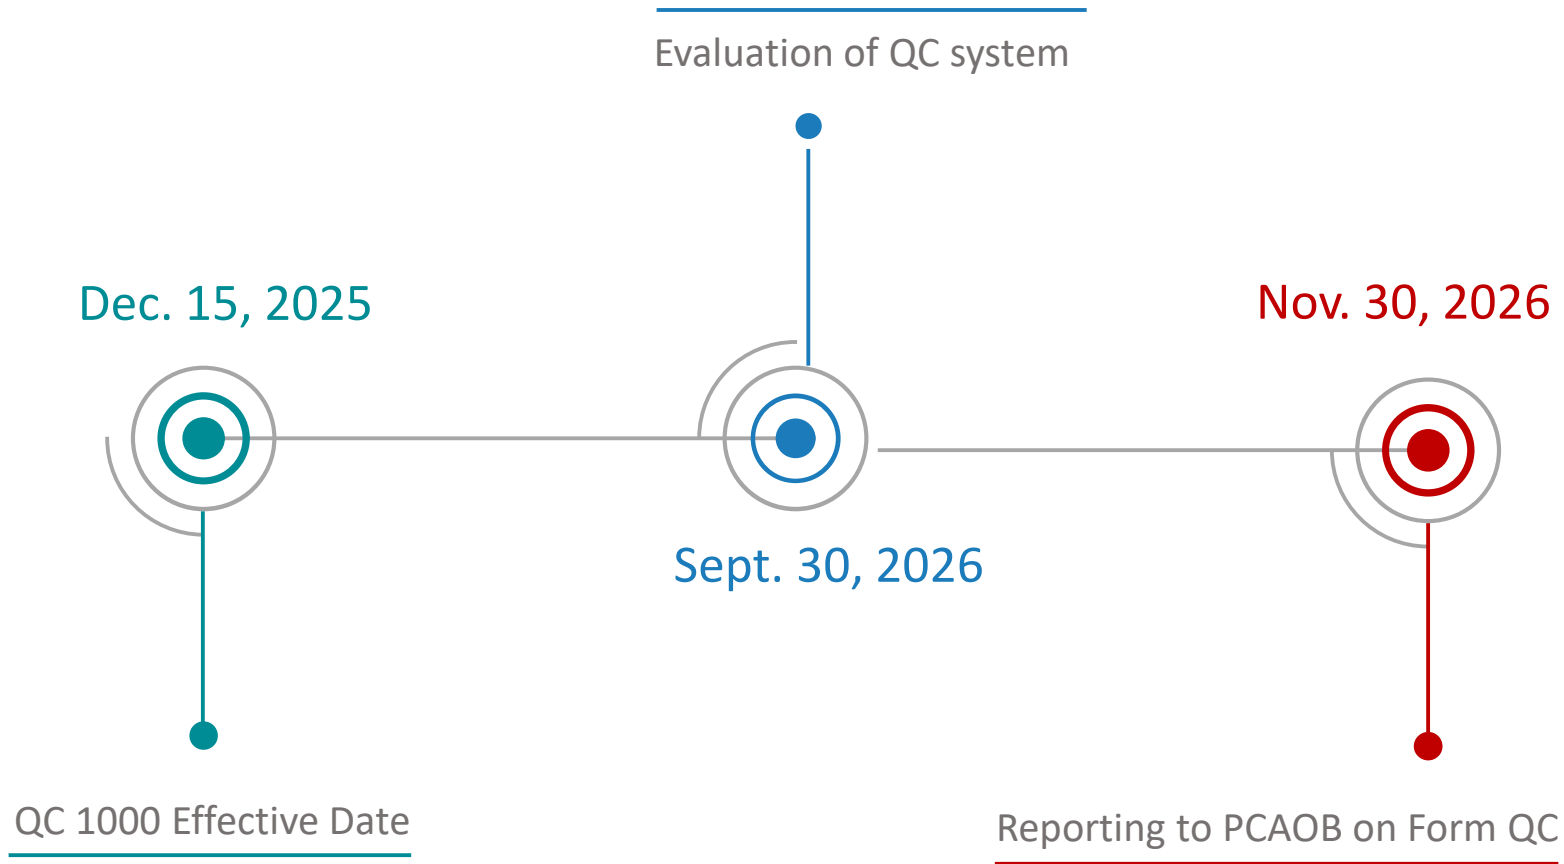 Evaluation of QC system
Dec. 15, 2025
Nov. 30, 2026
Sept. 30, 2026
QC 1000 Effective Date
Reporting to PCAOB on Form QC